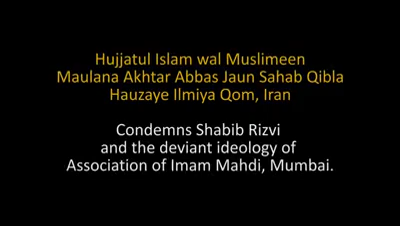 Hujjatul Islam wal Muslimeen
Maulana Akhtar Abbas Jaun Sahab Qibla
Hauzaye Ilmiya Qom, Iran
Condemns Shabib Rizvi
and the deviant ideology of
Association of Imam Mahdi, Mumbai.